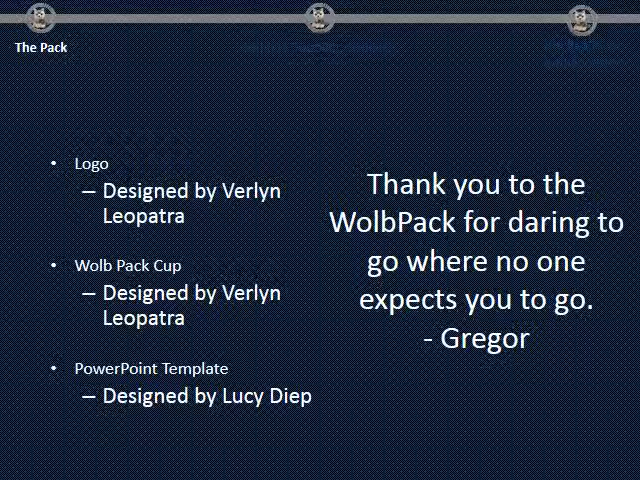 The Pack
• Logo
– Designed by Verlyn
Leopatra
• Wolb Pack Cup
– Designed by Verlyn
Leopatra
• PowerPoint Template
– Designed by Lucy Diep
Thank you to the
WolbPack for daring to
go where no one
expects you to go.
- Gregor